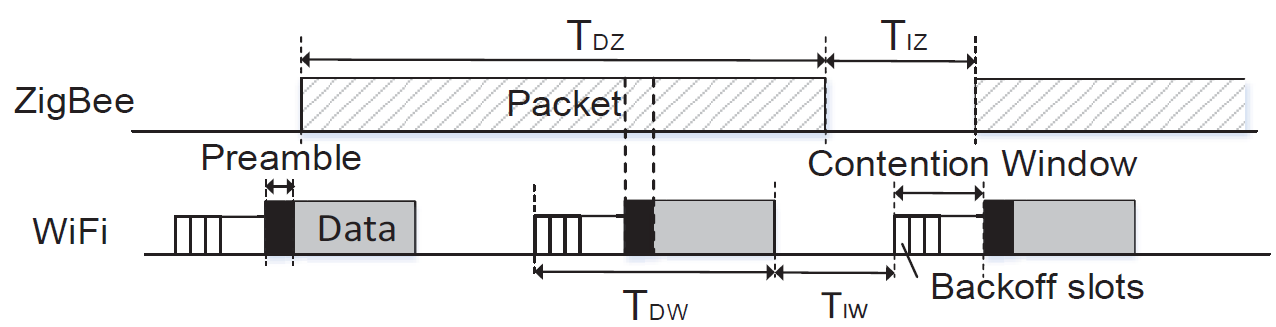 TDZ
TIZ
ZigBee
Packet
Preamble
Contention Window
WiFi
Data
Backoff slots
TDW
TIW